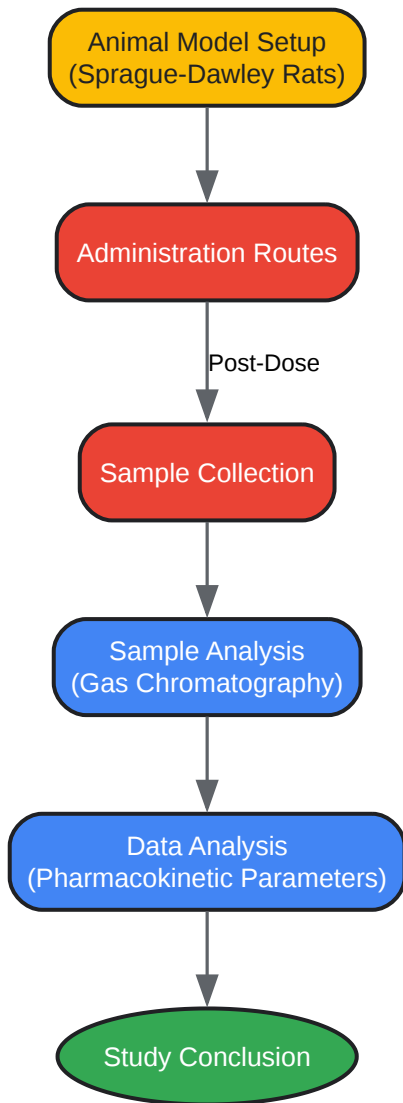 Animal Model Setup
(Sprague-Dawley Rats)
Administration Routes
Post-Dose
Sample Collection
Sample Analysis
(Gas Chromatography)
Data Analysis
(Pharmacokinetic Parameters)
Study Conclusion